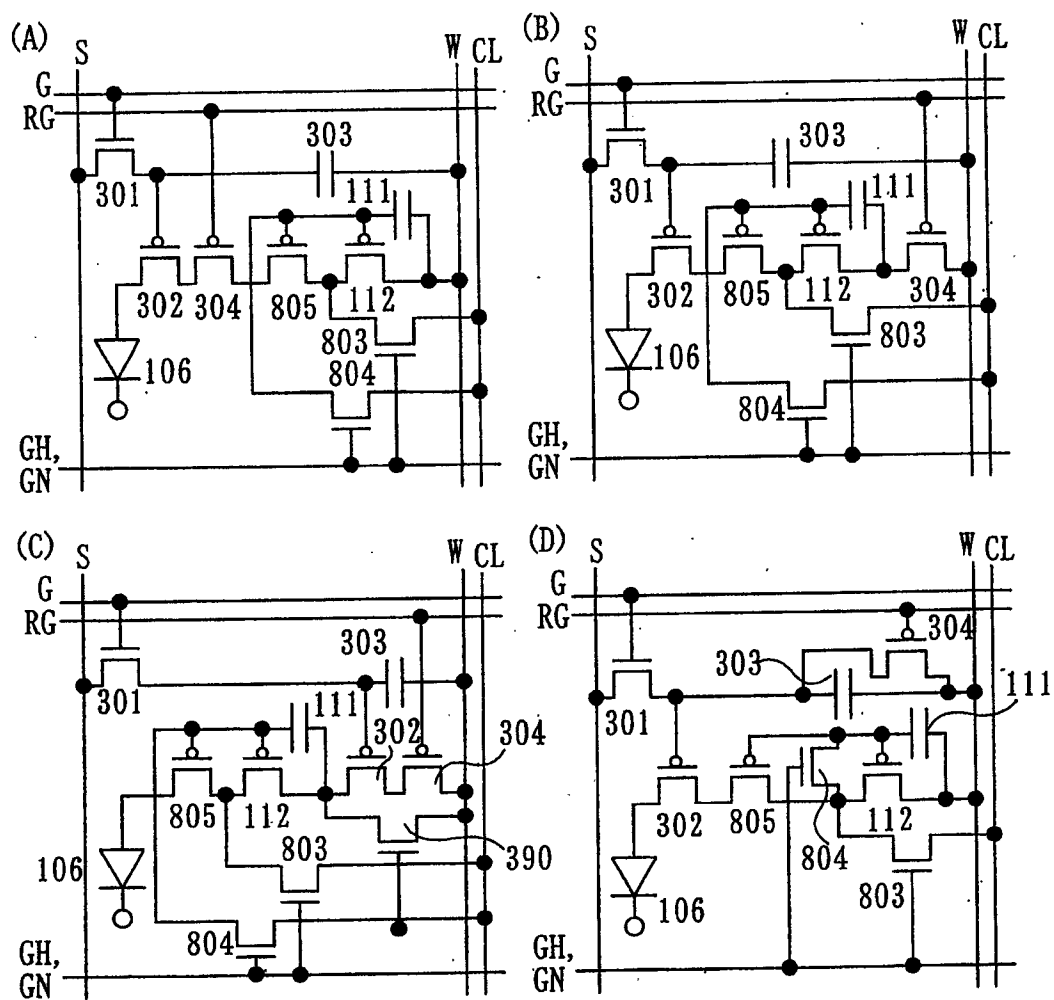 (A)
S
W CL
G
RG
303
301
111
302 304 805 112
803
106
804
GH,
GN
(B)
S
W CL
G
RG
303
301
111
302 805 112 304
803
106
804
GH,
GN
(C)
S
W CL
G
RG
303
301
111 302 304
805 112
803 390
106
804
GH,
GN
(D)
S
W CL
G
RG
304
303
301
111
302 805 112
804
803
106
GH,
GN